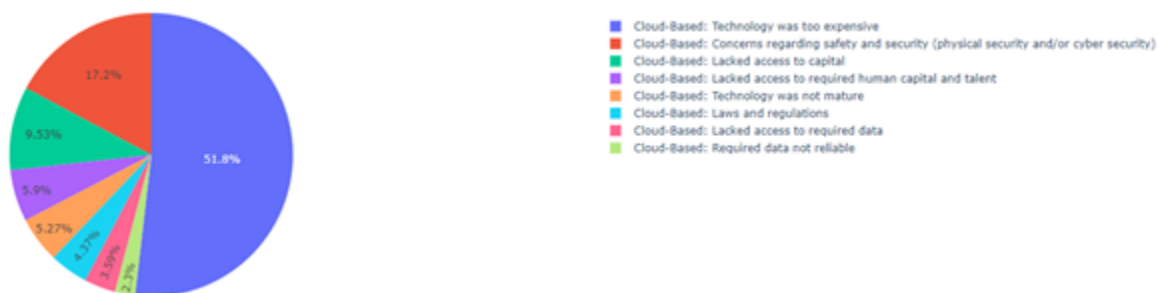 17.2%
9.53%
51.8%
5.9%
5.27%
4.37%
3.59%
2.3%
Cloud-Based: Technology was too expensive
Cloud-Based: Concerns regarding safety and security (physical security and/or cyber security)
Cloud-Based: Lacked access to capital
Cloud-Based: Lacked access to required human capital and talent
Cloud-Based: Technology was not mature
Cloud-Based: Laws and regulations
Cloud-Based: Lacked access to required data
Cloud-Based: Required data not reliable